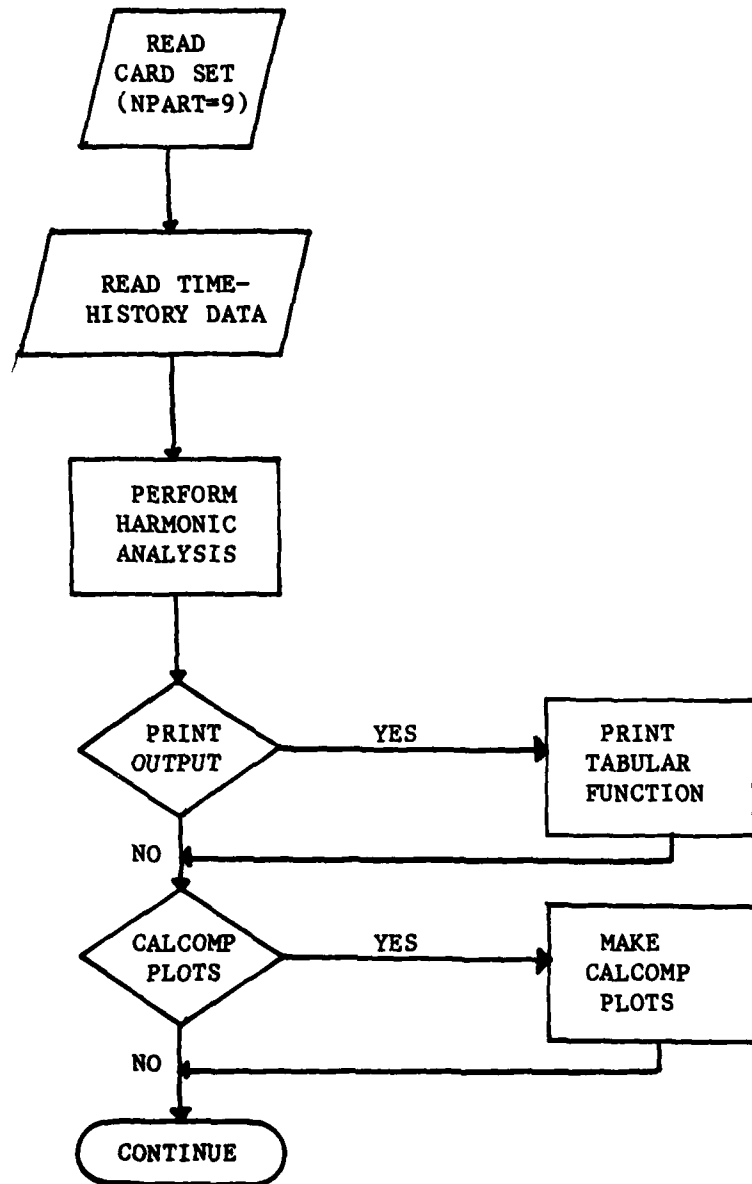 READ
CARD SET
(NPART=9)
READ TIME-
HISTORY DATA
PERFORM
HARMONIC
ANALYSIS
PRINT
OUTPUT
YES
PRINT
TABULAR
FUNCTION
NO
CALCOMP
PLOTS
YES
MAKE
CALCOMP
PLOTS
NO
CONTINUE